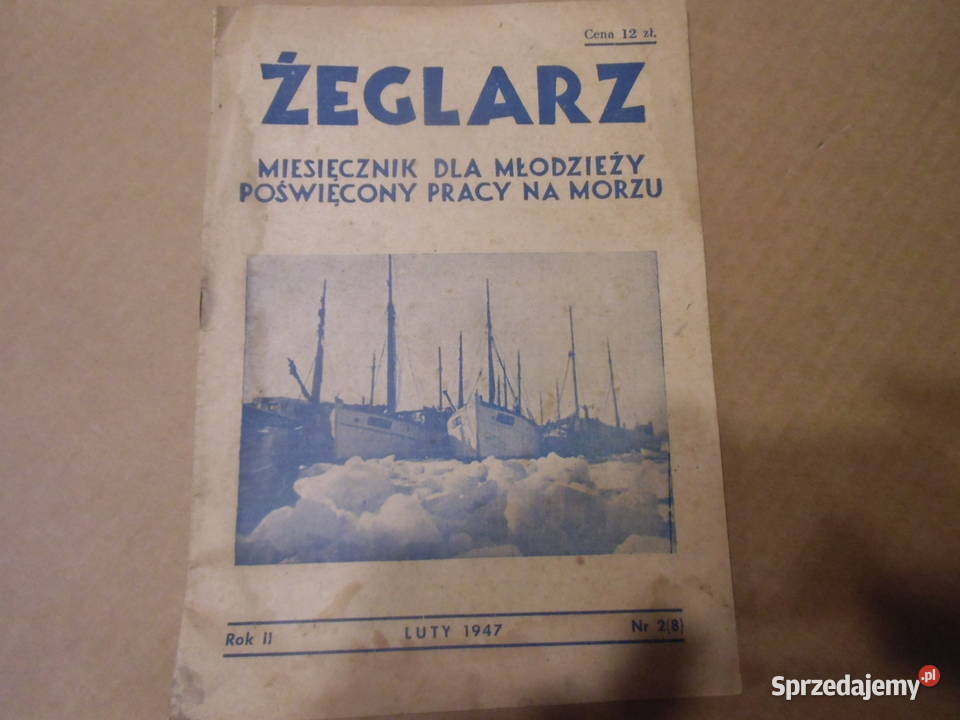 Cena 12 zł.
ŻEGLARZ
MIESIĘCZNIK DLA MŁODZIEŻY
POŚWIĘCONY PRACY NA MORZU
Rok II LUTY 1947 Nr 2(8)
Sprzedajemy.pl